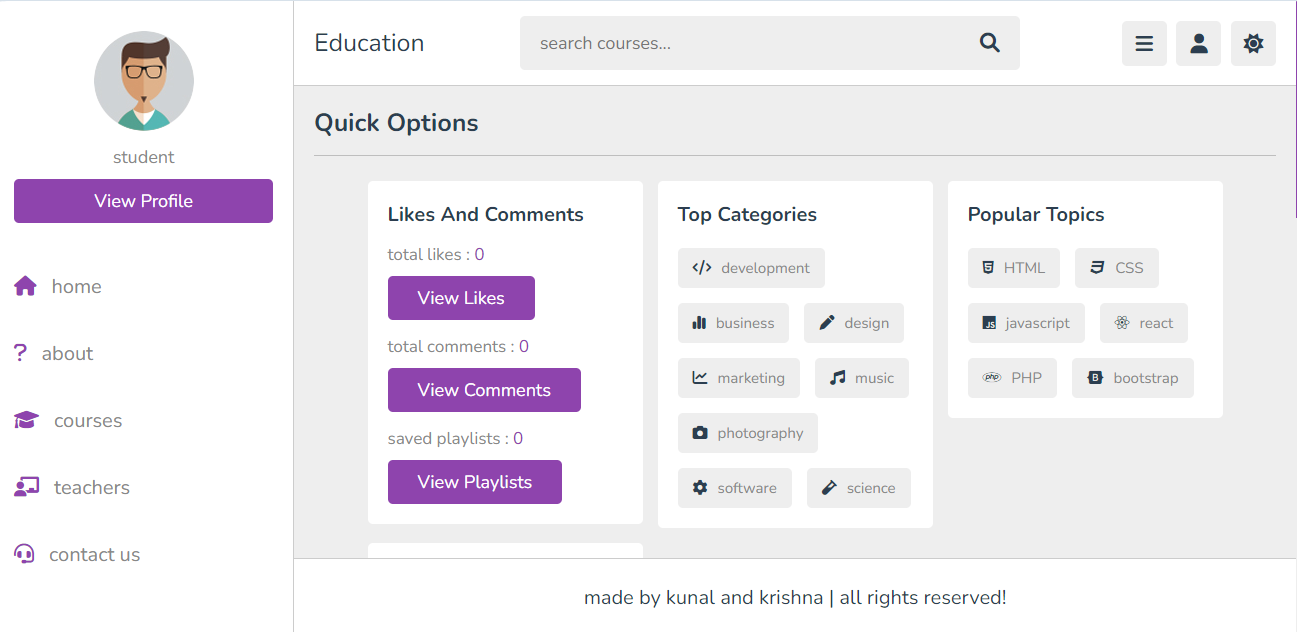 Education
search courses...
student
View Profile
home
about
courses
teachers
contact us
Quick Options
Likes And Comments
total likes : 0
View Likes
total comments : 0
View Comments
saved playlists : 0
View Playlists
Top Categories
</> development
business
design
marketing
music
photography
software
science
Popular Topics
HTML
CSS
JS javascript
react
php PHP
B bootstrap
made by kunal and krishna | all rights reserved!